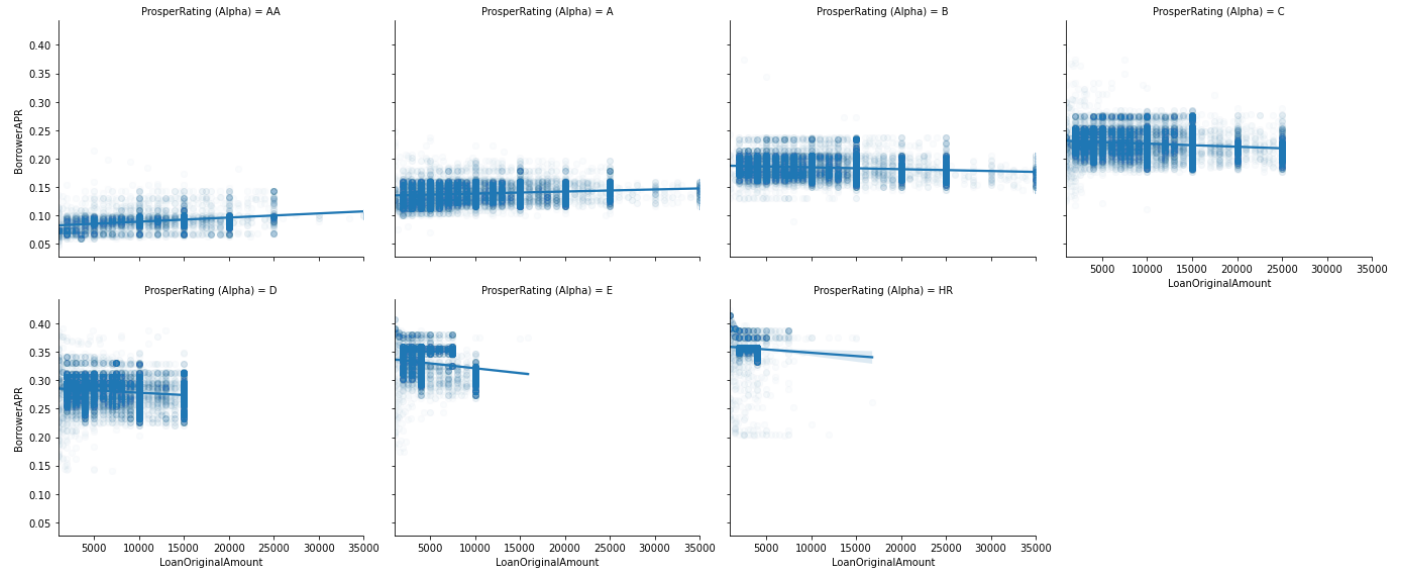 ProsperRating (Alpha) = AA
ProsperRating (Alpha) = A
ProsperRating (Alpha) = B
ProsperRating (Alpha) = C
0.40
0.35
0.30
0.25
0.20
0.15
0.10
0.05
BorrowerAPR
5000 10000 15000 20000 25000 30000 35000
LoanOriginalAmount
ProsperRating (Alpha) = D
ProsperRating (Alpha) = E
ProsperRating (Alpha) = HR
0.40
0.35
0.30
0.25
0.20
0.15
0.10
0.05
BorrowerAPR
5000 10000 15000 20000 25000 30000 35000
LoanOriginalAmount
5000 10000 15000 20000 25000 30000 35000
LoanOriginalAmount
5000 10000 15000 20000 25000 30000 35000
LoanOriginalAmount